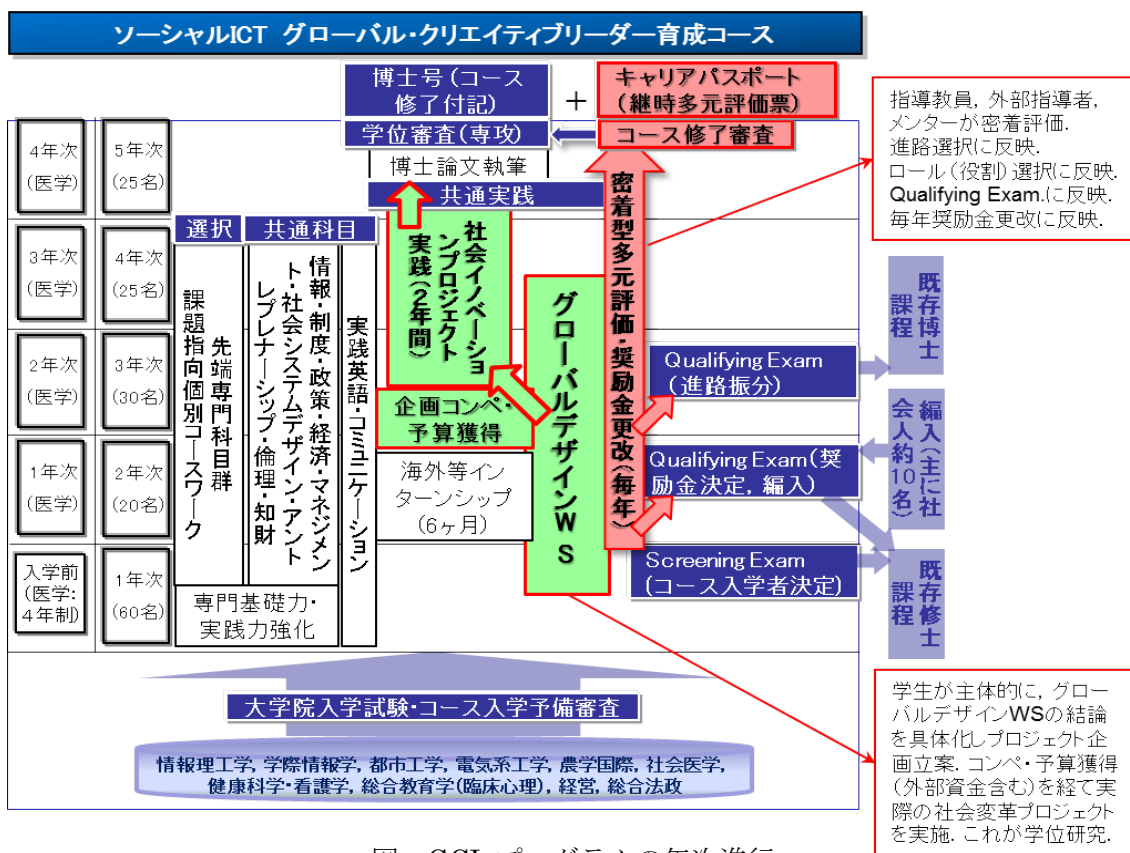 ソーシャルICT グローバル・クリエイティブリーダー育成コース
博士号(コース
修了付記)
+
キャリアパスポート
(継時多元評価票)
学位審査(専攻)
コース修了審査
博士論文執筆
共通実践
4年次
(医学)
5年次
(25名)
3年次
(医学)
4年次
(25名)
2年次
(医学)
3年次
(30名)
1年次
(医学)
2年次
(20名)
入学前
(医学:
4年制)
1年次
(60名)
選択
共通科目
先端専門科目群
課題指向個別コースワーク
情報・制度・政策・経済・マネジメン
ト・社会システムデザイン・アント
レプレナーシップ・倫理・知財
実践英語・コミュニケーション
専門基礎力・
実践力強化
社会イノベーショ
ンプロジェクト
実践(2年間)
企画コンペ・
予算獲得
海外等イン
ターンシップ
(6ヶ月)
グローバルデザインWS
密着型多元評価・奨励金更改(毎年)
Qualifying Exam
(進路振分)
Qualifying Exam(奨
励金決定, 編入)
Screening Exam
(コース入学者決定)
既存博士
課程
編入(主に社
会人約10名)
既存修士
課程
指導教員, 外部指導者,
メンターが密着評価.
進路選択に反映.
ロール(役割)選択に反映.
Qualifying Exam.に反映.
毎年奨励金更改に反映.
学生が主体的に, グロー
バルデザインWSの結論
を具体化しプロジェクト企
画立案. コンペ・予算獲得
(外部資金含む)を経て実
際の社会変革プロジェクト
を実施. これが学位研究.
大学院入学試験・コース入学予備審査
情報理工学, 学際情報学, 都市工学, 電気系工学, 農学国際, 社会医学,
健康科学・看護学, 総合教育学(臨床心理), 経営, 総合法政